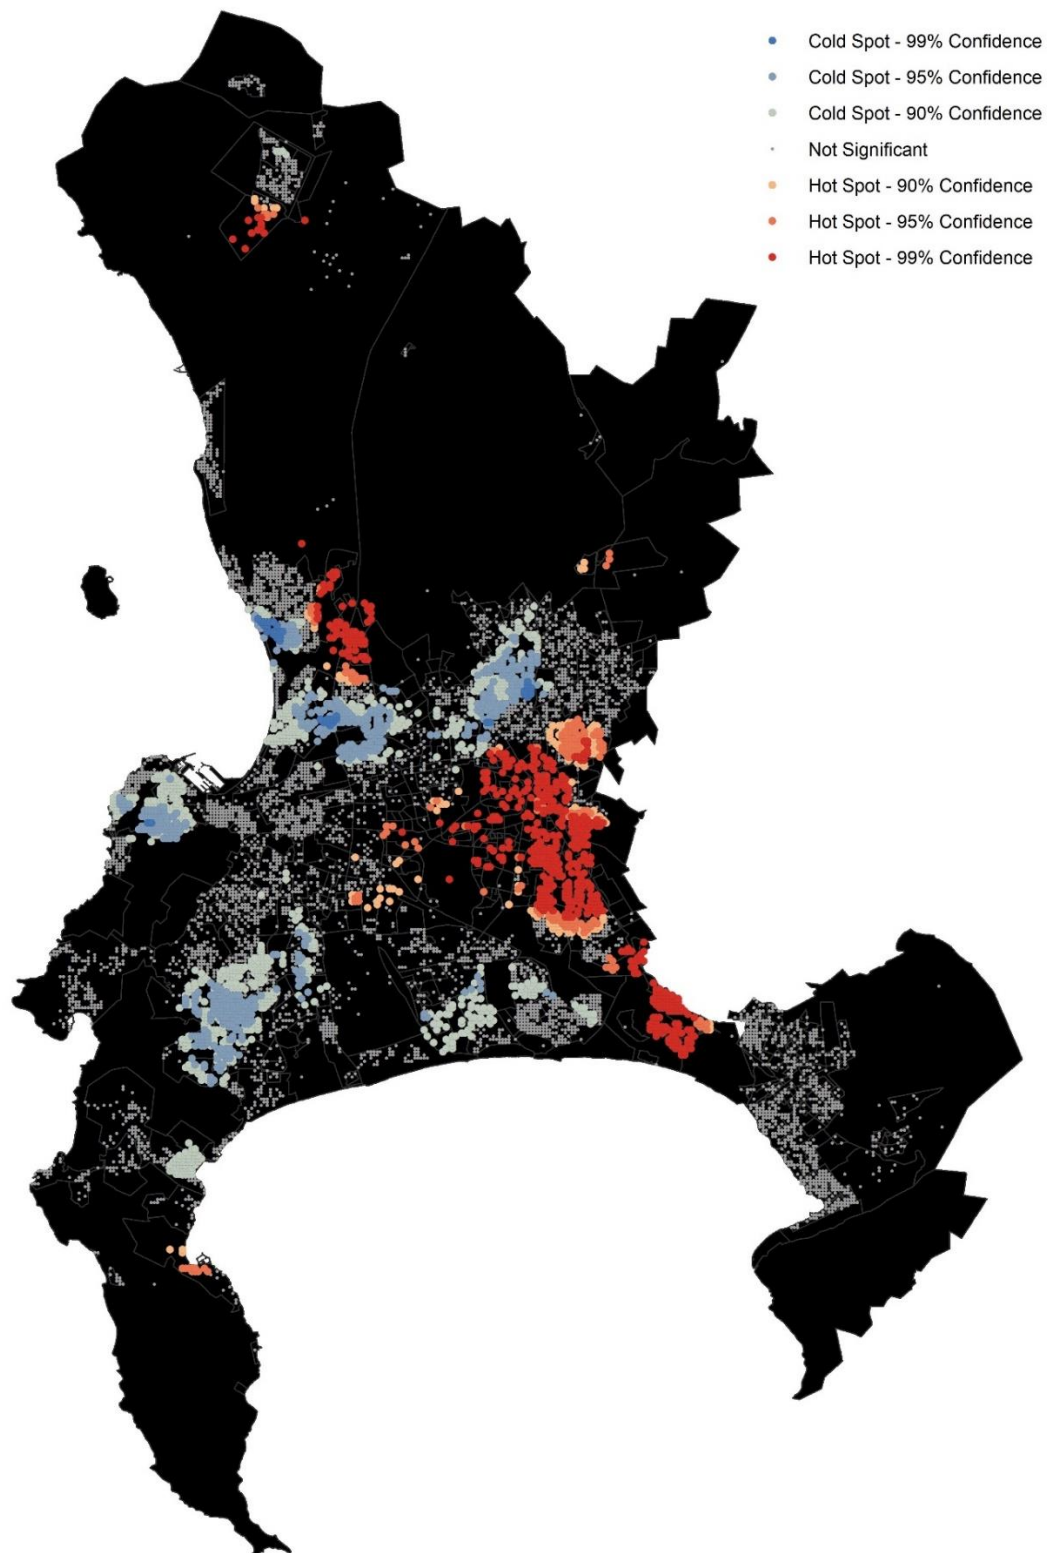 Cold Spot - 99% Confidence
Cold Spot - 95% Confidence
Cold Spot - 90% Confidence
Not Significant
Hot Spot - 90% Confidence
Hot Spot - 95% Confidence
Hot Spot - 99% Confidence